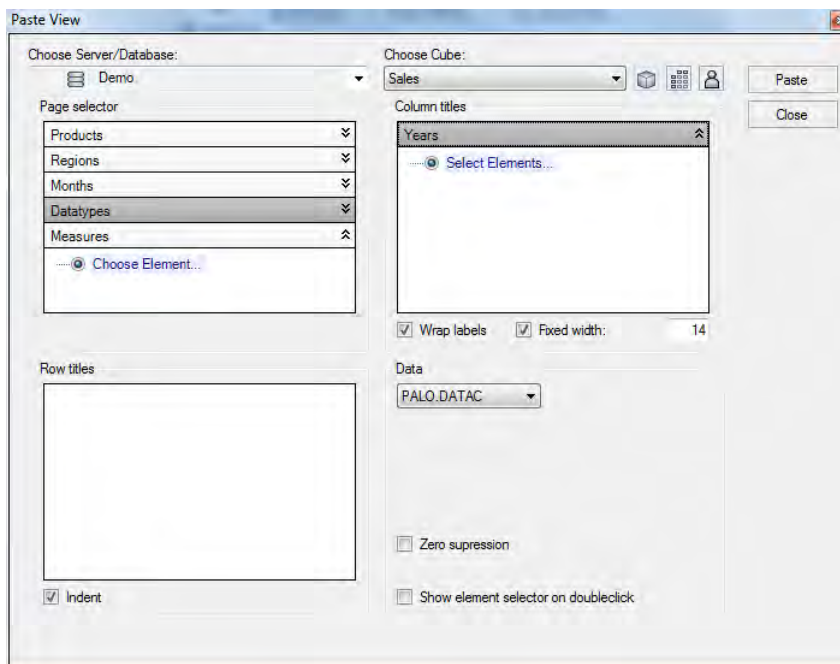 Paste View
Choose Server/Database:
Choose Cube:
Demo
Sales
Paste
Close
Page selector
Products
Regions
Months
Datatypes
Measures
Choose Element...
Column titles
Years
Select Elements...
Wrap labels
Fixed width:
14
Row titles
Indent
Data
PALO.DATAC
Zero supression
Show element selector on doubleclick